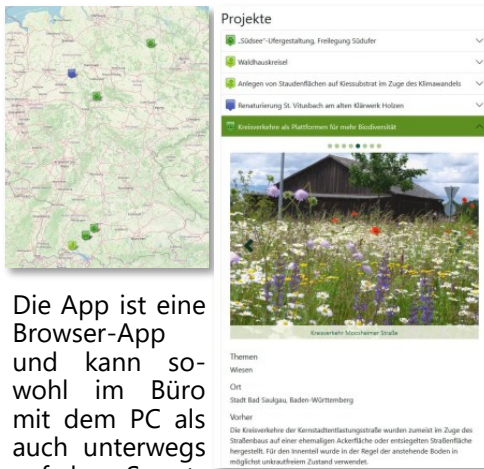 Projekte
„Südsee"-Ufergestaltung, Freilegung Südufer
Waldhauskreisel
Anlegen von Staudenflächen auf Kiessubstrat im Zuge des Klimawandels
Renaturierung St. Vitusbach am alten Klärwerk Holzen
Kreisverkehre als Plattformen für mehr Biodiversität
Kreisverkehr Moosheimer Straße
Themen
Wiesen
Ort
Stadt Bad Saulgau, Baden-Württemberg
Vorher
Die Kreisverkehre der Kernstadtentlastungsstraße wurden zumeist im Zuge des
Straßenbaus auf einer ehemaligen Ackerfläche oder entsiegelten Straßenfläche
hergestellt. Für den Innenteil wurde in der Regel der anstehende Boden in
möglichst unkrautfreiem Zustand verwendet.
Die App ist eine
Browser-App
und kann so-
wohl im Büro
mit dem PC als
auch unterwegs